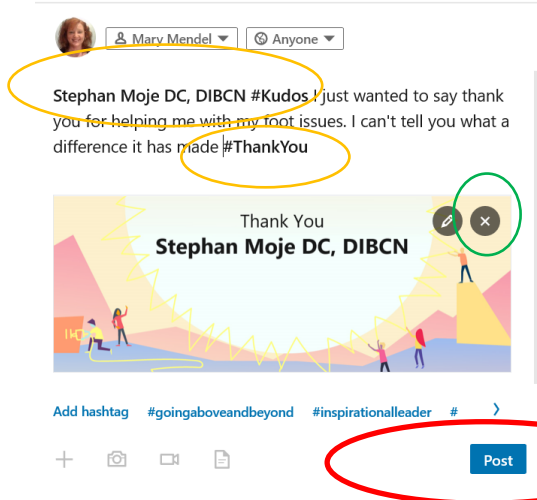 Mary Mendel Anyone
Stephan Moje DC, DIBCN #Kudos I just wanted to say thank
you for helping me with my foot issues. I can't tell you what a
difference it has made #ThankYou
Thank You
Stephan Moje DC, DIBCN
Add hashtag #goingaboveandbeyond #inspirationalleader #
Post